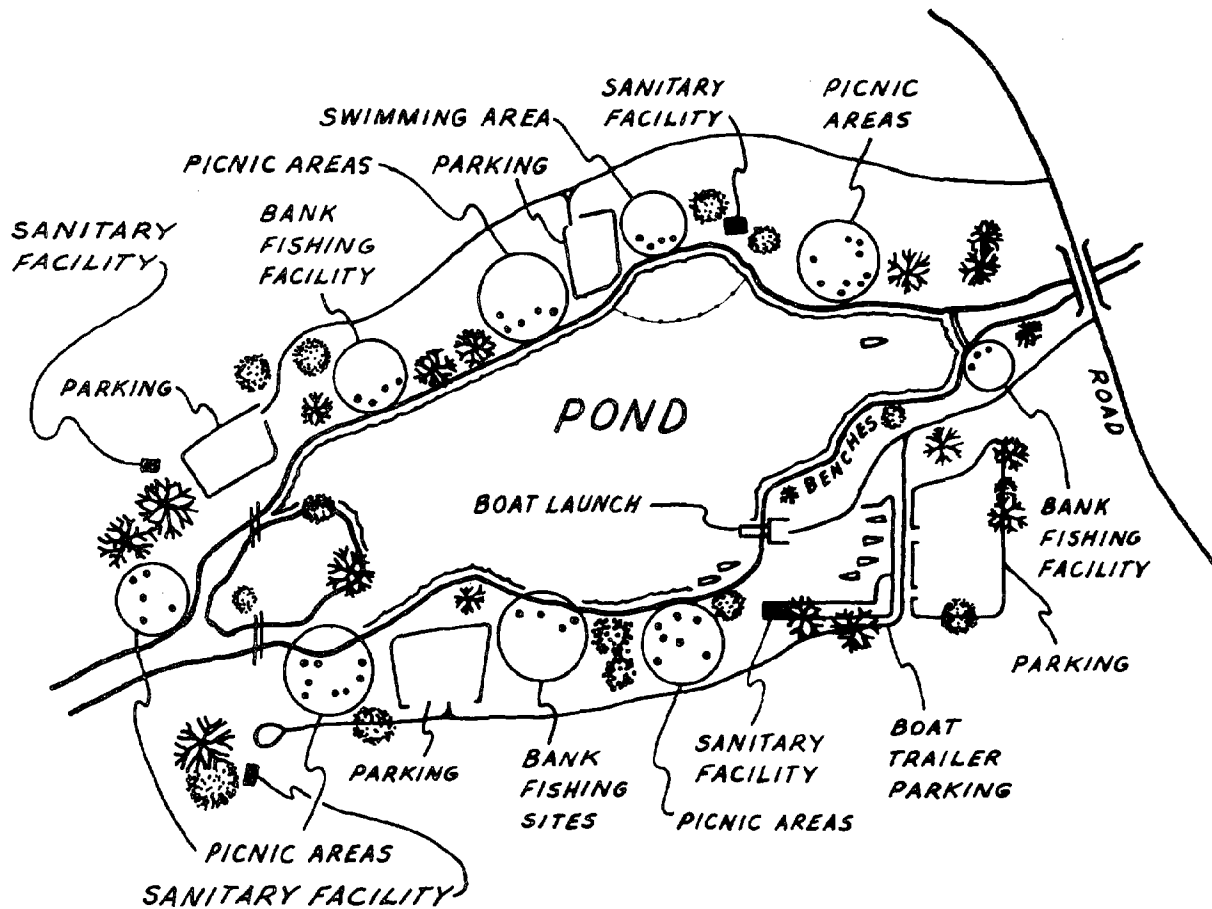 SANITARY
FACILITY
PICNIC
AREAS
SWIMMING AREA
PICNIC AREAS
PARKING
BANK
FISHING
FACILITY
SANITARY
FACILITY
PARKING
POND
ROAD
BENCHES
BOAT LAUNCH
BANK
FISHING
FACILITY
PARKING
SANITARY
FACILITY
BOAT
TRAILER
PARKING
PARKING
BANK
FISHING
SITES
PICNIC AREAS
PICNIC AREAS
SANITARY FACILITY